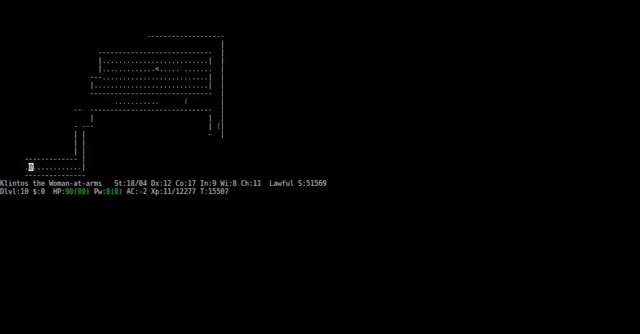 Klintos the Woman-at-arms St:18/04 Dx:12 Co:17 In:9 Wi:8 Ch:11 Lawful S:51569
Dlvl:10 $:0 HP:90(90) Pw:8(8) AC:-2 Xp:11/12277 T:15507